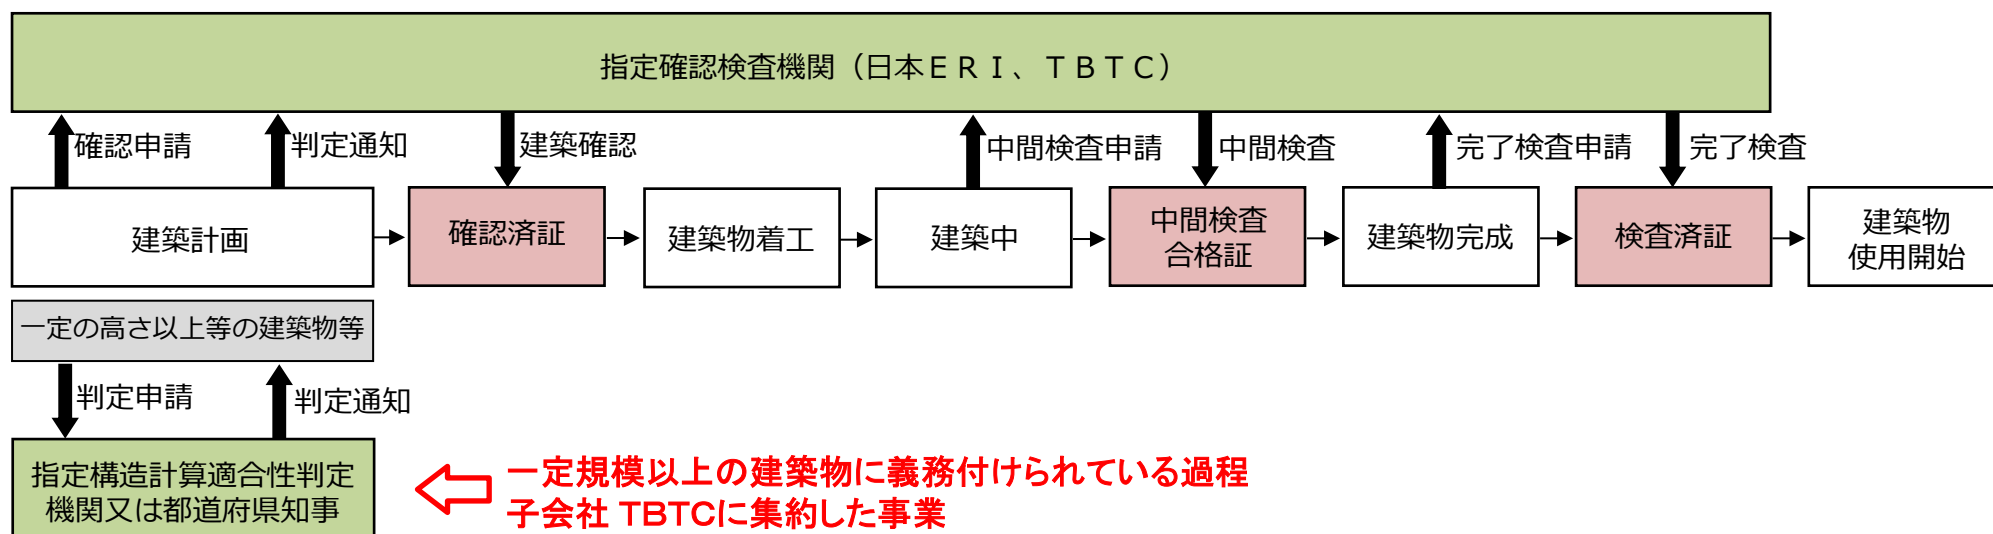 指定確認検査機関（日本ＥＲＩ、ＴＢＴＣ）
確認申請
判定通知
建築確認
中間検査申請
中間検査
完了検査申請
完了検査
建築計画
確認済証
建築物着工
建築中
中間検査
合格証
建築物完成
検査済証
建築物
使用開始
一定の高さ以上等の建築物等
判定申請
判定通知
指定構造計算適合性判定
機関又は都道府県知事
一定規模以上の建築物に義務付けられている過程
子会社 TBTCに集約した事業